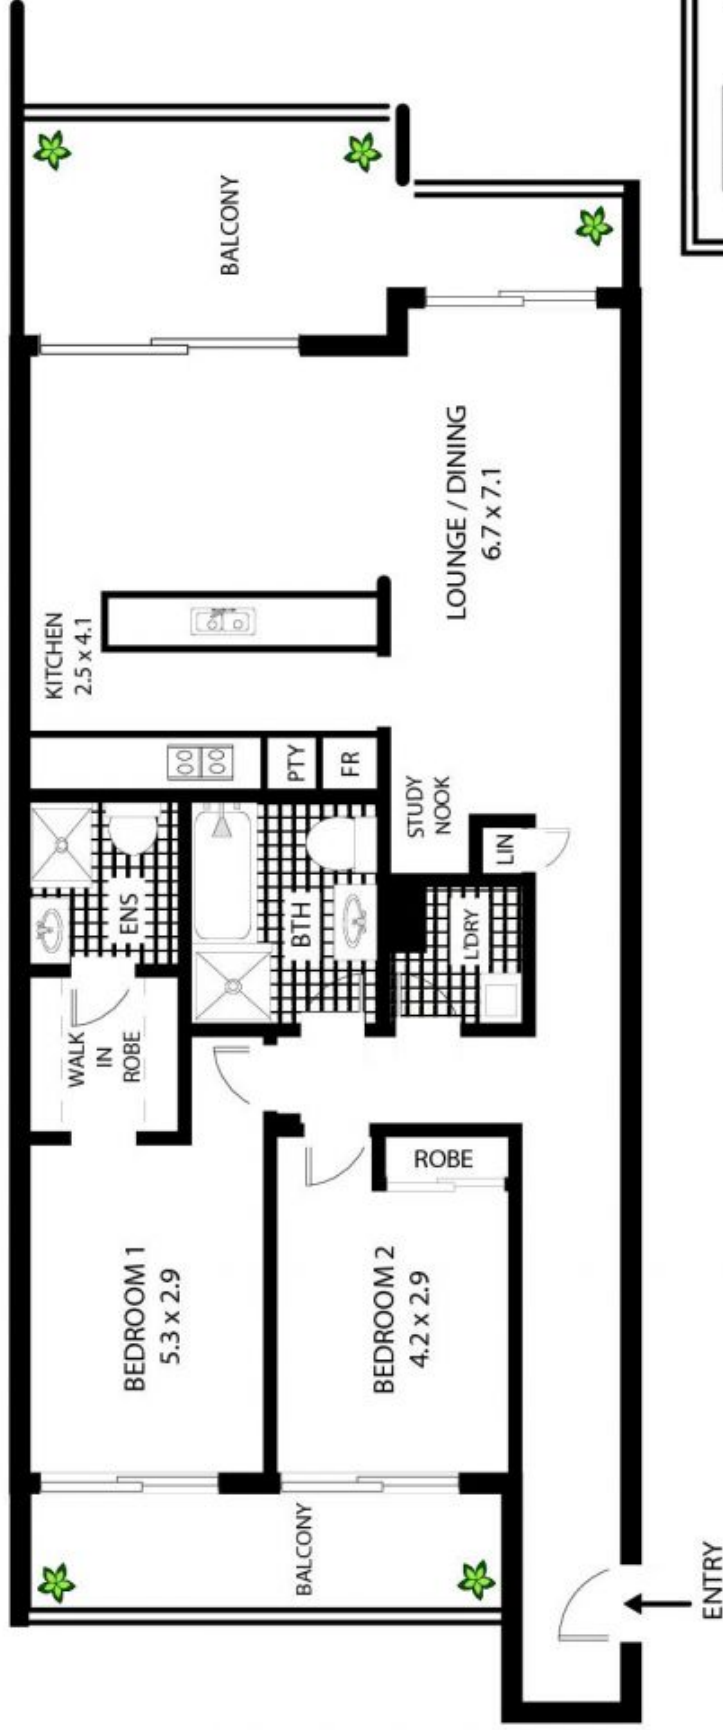 BALCONY
LOUNGE / DINING
6.7 x 7.1
KITCHEN
2.5 x 4.1
PTY
FR
STUDY
NOOK
LIN
ENS
BTH
L'DRY
WALK
IN
ROBE
ROBE
BEDROOM 1
5.3 x 2.9
BEDROOM 2
4.2 x 2.9
BALCONY
ENTRY